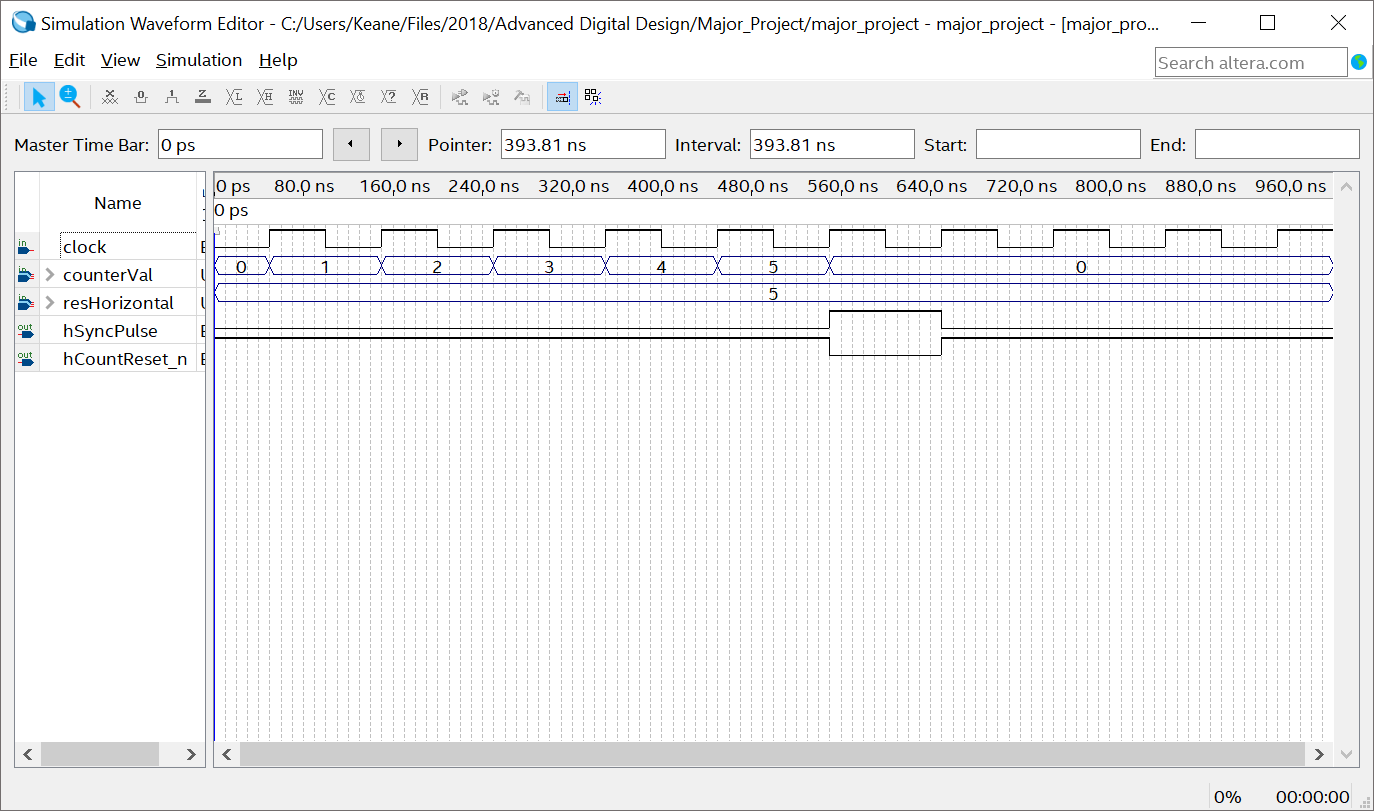 Simulation Waveform Editor - C:/Users/Keane/Files/2018/Advanced Digital Design/Major_Project/major_project - major_project - [major_pro...
File Edit View Simulation Help
Search altera.com
Master Time Bar: 0 ps Pointer: 393.81 ns Interval: 393.81 ns Start: End:
Name
0 ps 80.0 ns 160,0 ns 240,0 ns 320,0 ns 400,0 ns 480,0 ns 560,0 ns 640,0 ns 720,0 ns 800,0 ns 880,0 ns 960,0 ns
0 ps
in clock
counterVal 0 1 2 3 4 5 0
resHorizontal 5
out hSyncPulse
out hCountReset_n
0% 00:00:00